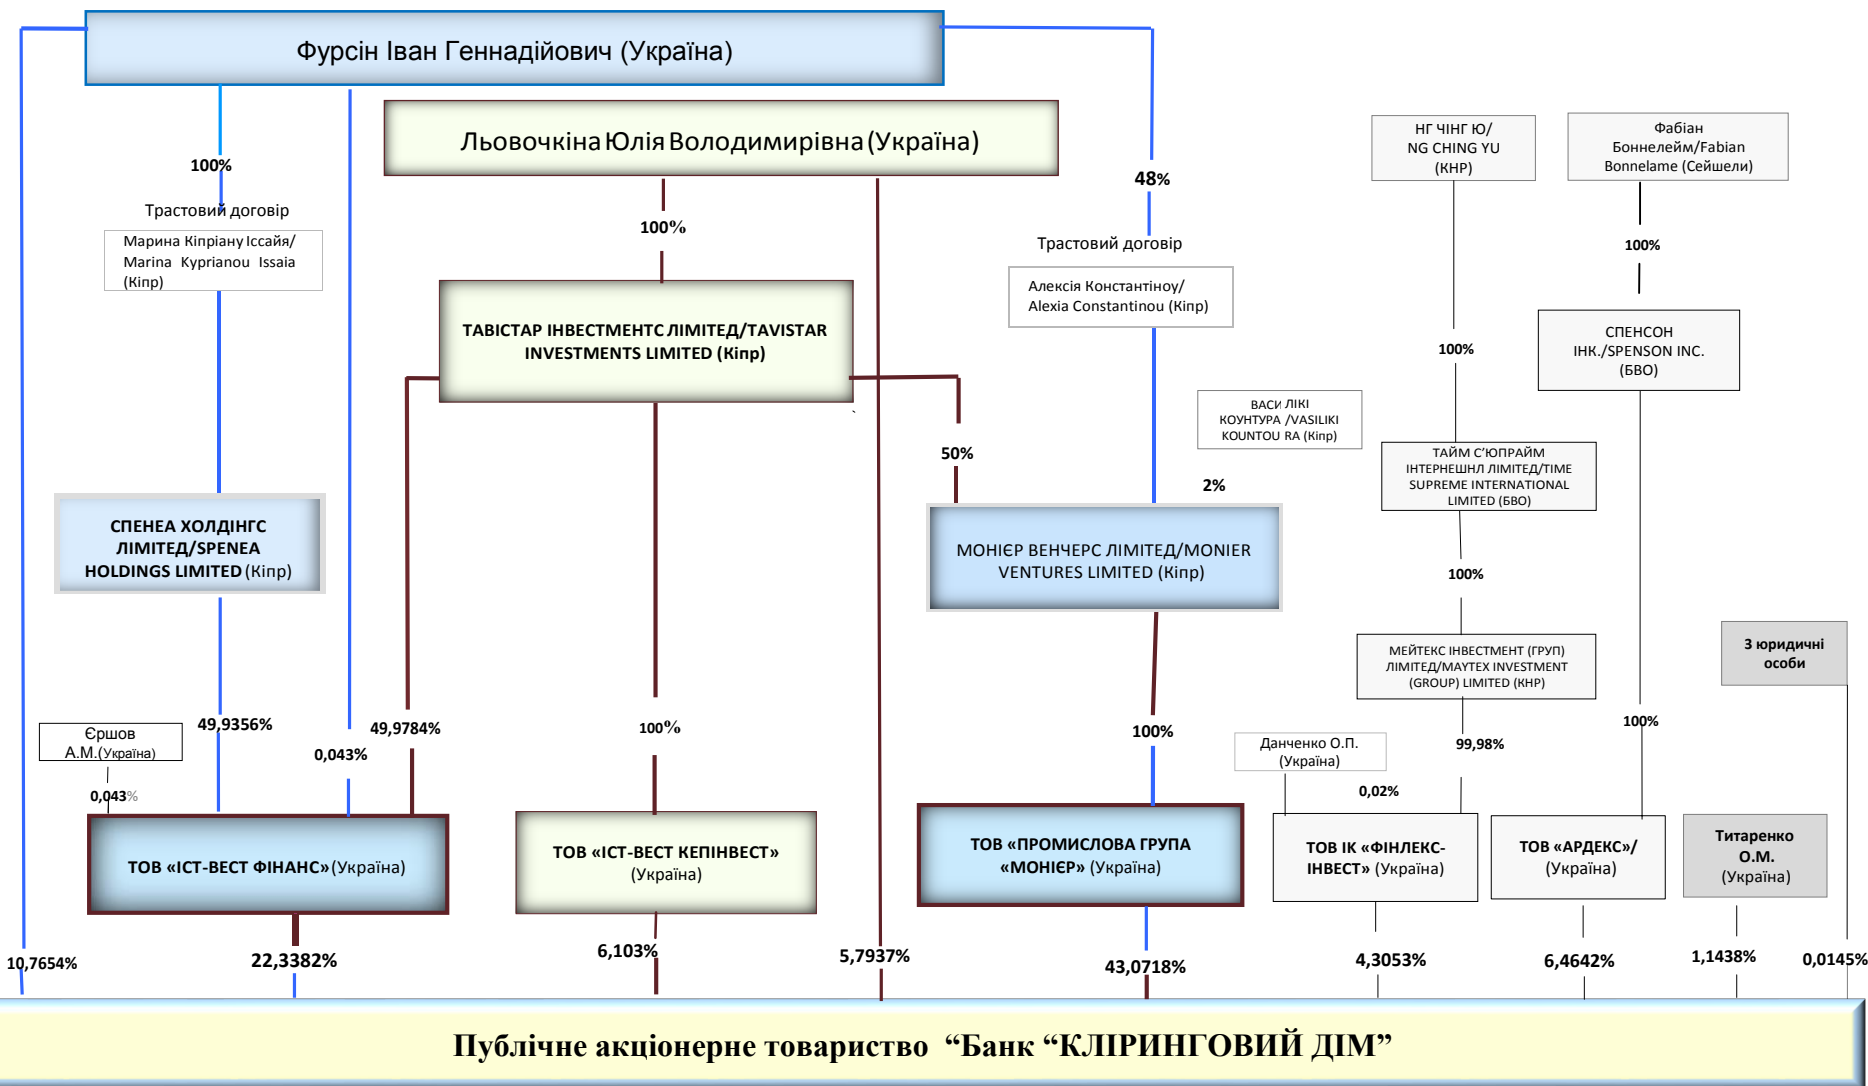 Фурсін Іван Геннадійович (Україна)
Льовочкіна Юлія Володимирівна (Україна)
НГ ЧІНГ Ю/
NG CHING YU
(КНР)
Фабіан
Боннелейм/Fabian
Bonnelame (Сейшели)
100%
48%
Трастовий договір
100%
Трастовий договір
100%
Марина Кіпріану Іссайя/
Marina Kyprianou Issaia
(Кіпр)
Алексія Константіноу/
Alexia Constantinou (Кіпр)
ТАВІСТАР ІНВЕСТМЕНТС ЛІМІТЕД/TAVISTAR
INVESTMENTS LIMITED (Кіпр)
СПЕНСОН
ІНК./SPENSON INC.
(БВО)
100%
ВАСИ ЛІКІ
КОУНТУРА /VASILIKI
KOUNTOU RA (Кіпр)
50%
2%
ТАЙМ С’ЮПРАЙМ
ІНТЕРНЕШНЛ ЛІМІТЕД/TIME
SUPREME INTERNATIONAL
LIMITED (БВО)
СПЕНЕА ХОЛДІНГС
ЛІМІТЕД/SPENEA
HOLDINGS LIMITED (Кіпр)
МОНІЄР ВЕНЧЕРС ЛІМІТЕД/MONIER
VENTURES LIMITED (Кіпр)
100%
МЕЙТЕКС ІНВЕСТМЕНТ (ГРУП)
ЛІМІТЕД/MAYTEX INVESTMENT
(GROUP) LIMITED (КНР)
3 юридичні
особи
Єршов
А.М.(Україна)
49,9356%
0,043%
49,9784%
100%
100%
Данченко О.П.
(Україна)
99,98%
100%
0,043%
0,02%
ТОВ «ІСТ-ВЕСТ ФІНАНС» (Україна)
ТОВ «ІСТ-ВЕСТ КЕПІНВЕСТ»
(Україна)
ТОВ «ПРОМИСЛОВА ГРУПА
«МОНІЄР» (Україна)
ТОВ ІК «ФІНЛЕКС-
ІНВЕСТ» (Україна)
ТОВ «АРДЕКС»/
(Україна)
Титаренко
О.М.
(Україна)
10,7654%
22,3382%
6,103%
5,7937%
43,0718%
4,3053%
6,4642%
1,1438%
0,0145%
Публічне акціонерне товариство “Банк “КЛІРИНГОВИЙ ДІМ”